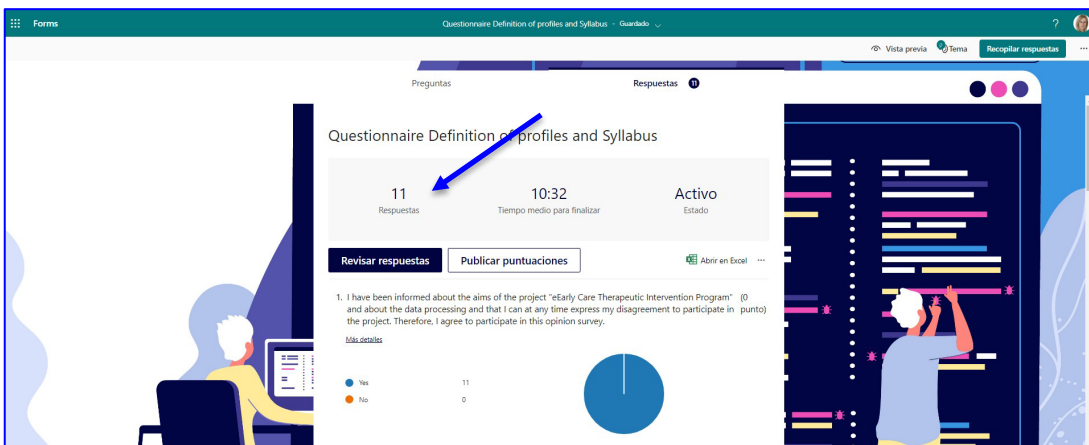 Forms
Questionnaire Definition of profiles and Syllabus - Guardado
?
Vista previa
Tema
Recopilar respuestas
...
Preguntas
Respuestas 11
Questionnaire Definition of profiles and Syllabus
11
Respuestas
10:32
Tiempo medio para finalizar
Activo
Estado
Revisar respuestas
Publicar puntuaciones
Abrir en Excel
...
1. I have been informed about the aims of the project "eEarly Care Therapeutic Intervention Program" (0
and about the data processing and that I can at any time express my disagreement to participate in punto)
the project. Therefore, I agree to participate in this opinion survey.
Más detalles
Yes 11
No 0